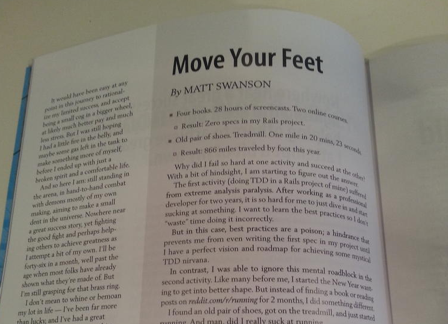 It would have been easy at any
point in this journey to rational-
ize my limited success, and accept
being a small cog in a bigger wheel,
at likely much better pay and much
less stress. But I was still hoping
I had a little fire in the belly, and
maybe some gas left in the task to
make something more of myself,
before I ended up with just a
broken spirit and a comfortable life.
And so here I am; still standing in
the arena, in hand-to-hand combat
with demons mostly of my own
making, aiming to make a small
dent in the universe. Nowhere near
a great success story, yet fighting
the good fight and perhaps help-
ing others to achieve greatness as
I attempt a bit of my own. I'll be
forty-six in a month, well past the
age when most folks have already
shown what they're made of. But
I'm still grasping for that brass ring.
I don't mean to whine or bemoan
my lot in life — I've been far more
than lucky; and I've had a great
Move Your Feet
By MATT SWANSON
Four books. 28 hours of screencasts. Two online courses.
Result: Zero specs in my Rails project.
Old pair of shoes. Treadmill. One mile in 20 mins, 23 seconds.
Result: 866 miles traveled by foot this year.
Why did I fail so hard at one activity and succeed at the other?
With a bit of hindsight, I am starting to figure out the answer.
The first activity (doing TDD in a Rails project of mine) suffered
from extreme analysis paralysis. After working as a professional
developer for two years, it is so hard for me to just dive in and start
sucking at something. I want to learn the best practices so I don't
"waste" time doing it incorrectly.
But in this case, best practices are a poison; a hindrance that
prevents me from even writing the first spec in my project until
I have a perfect vision and roadmap for achieving some mystical
TDD nirvana.
In contrast, I was able to ignore this mental roadblock in the
second activity. Like many before me, I started the New Year want-
ing to get into better shape. But instead of finding a book or reading
posts on reddit.com/r/running for 2 months, I did something different.
I found an old pair of shoes, got on the treadmill, and just started
running. And man, did I really suck at running